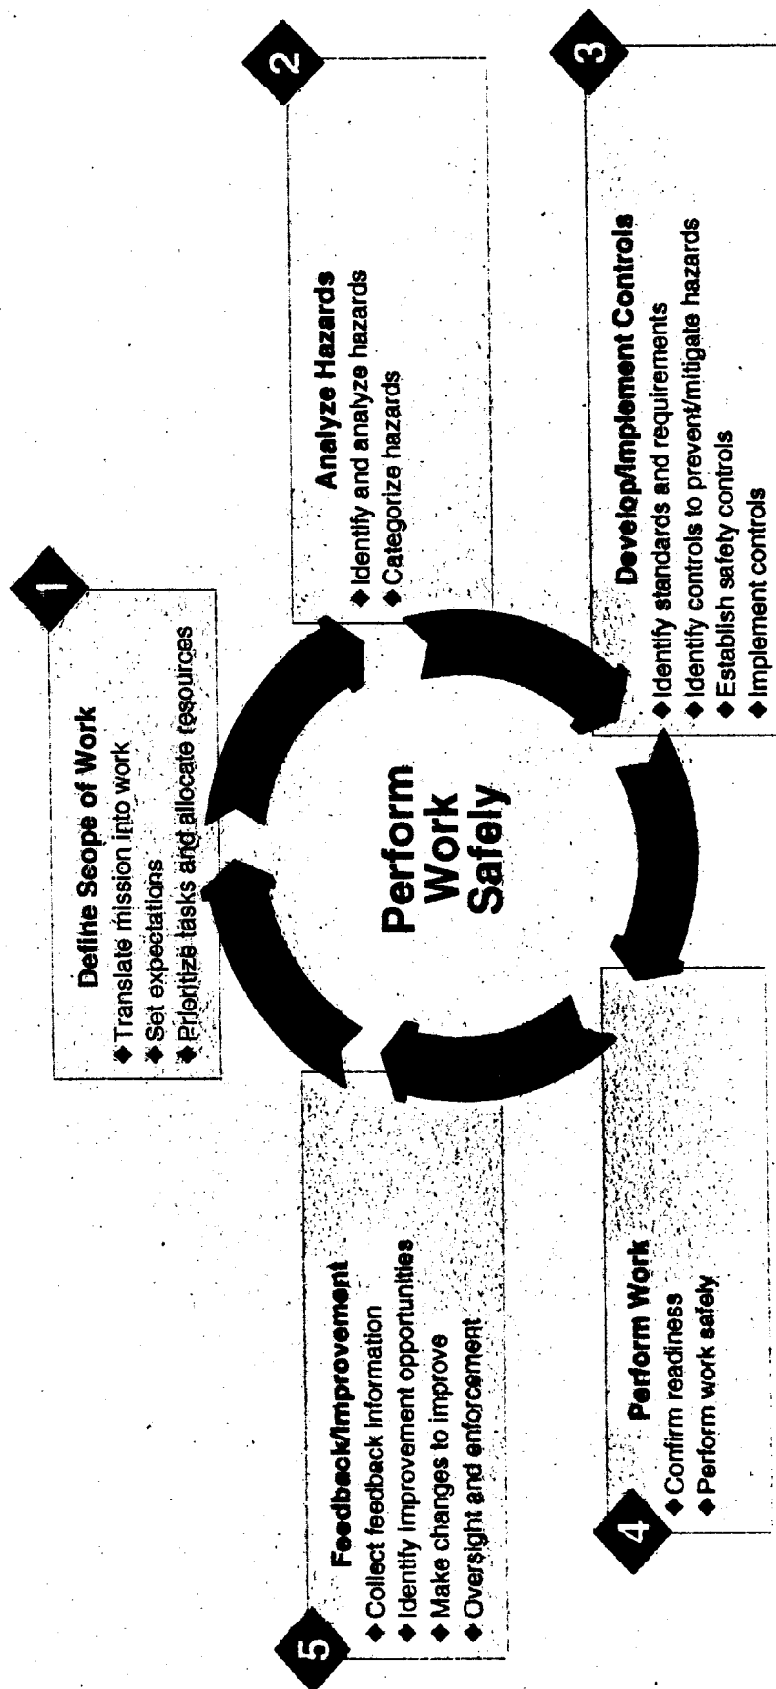 1
Define Scope of Work
◆ Translate mission into work
◆ Set expectations
◆ Prioritize tasks and allocate resources
2
Analyze Hazards
◆ Identify and analyze hazards
◆ Categorize hazards
3
Develop/Implement Controls
◆ Identify standards and requirements
◆ Identify controls to prevent/mitigate hazards
◆ Establish safety controls
◆ Implement controls
4
Perform Work
◆ Confirm readiness
◆ Perform work safely
5
Feedback/Improvement
◆ Collect feedback information
◆ Identify improvement opportunities
◆ Make changes to improve
◆ Oversight and enforcement
Perform
Work
Safely